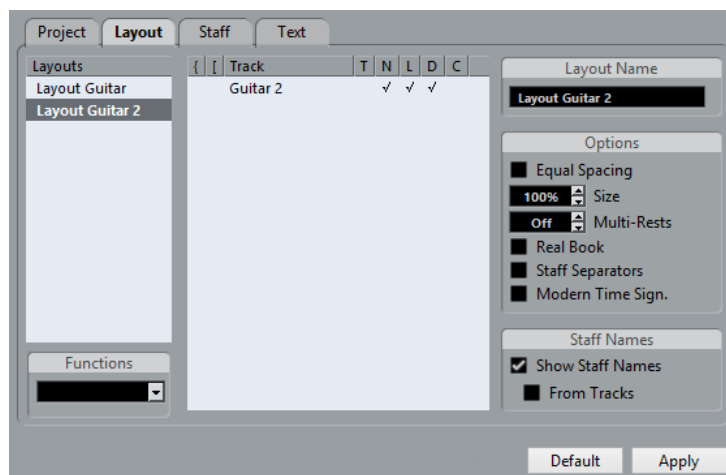 Project Layout Staff Text
Layouts
Layout Guitar
Layout Guitar 2
Functions
{ [ Track T N L D C
Guitar 2 √ √ √
Layout Name
Layout Guitar 2
Options
Equal Spacing
100% Size
Off Multi-Rests
Real Book
Staff Separators
Modern Time Sign.
Staff Names
Show Staff Names
From Tracks
Default Apply